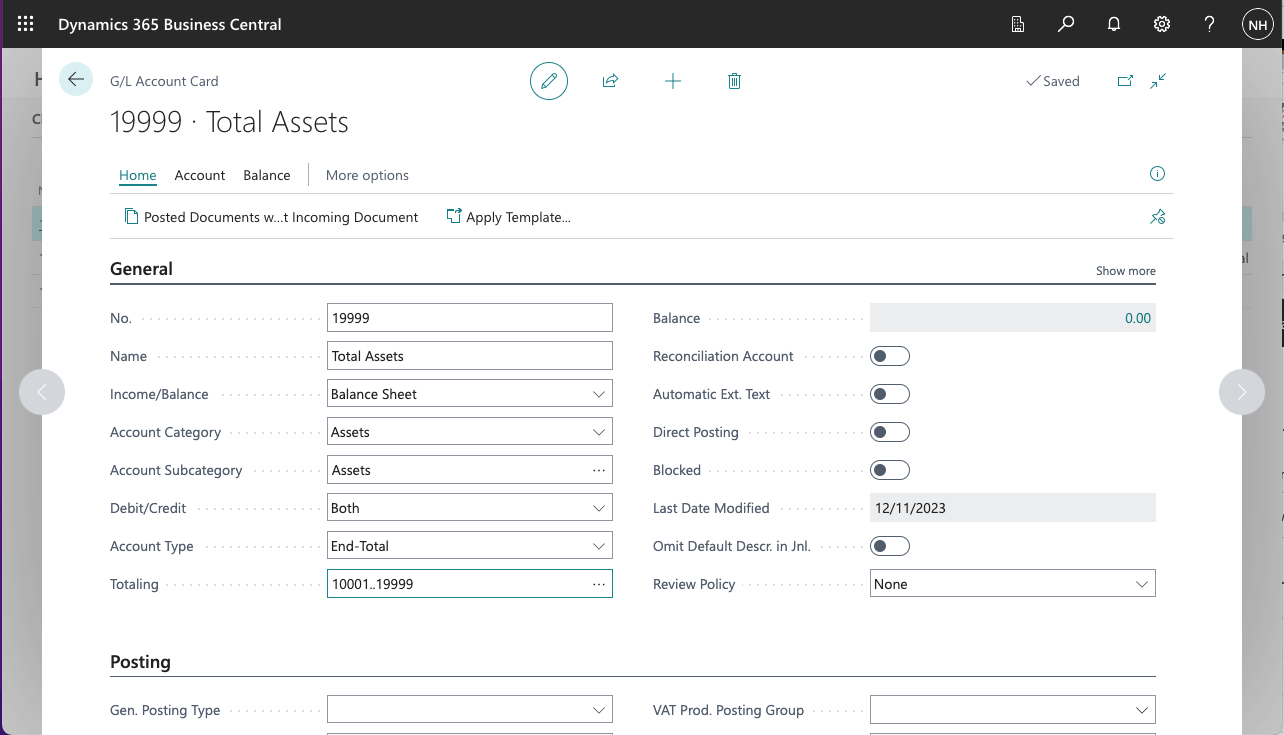 Dynamics 365 Business Central
NH
G/L Account Card
Saved
19999 · Total Assets
Home Account Balance More options
Posted Documents w...t Incoming Document Apply Template...
General
Show more
No. 19999
Name Total Assets
Income/Balance Balance Sheet
Account Category Assets
Account Subcategory Assets
Debit/Credit Both
Account Type End-Total
Totaling 10001..19999
Balance 0.00
Reconciliation Account
Automatic Ext. Text
Direct Posting
Blocked
Last Date Modified 12/11/2023
Omit Default Descr. in Jnl.
Review Policy None
Posting
Gen. Posting Type
VAT Prod. Posting Group